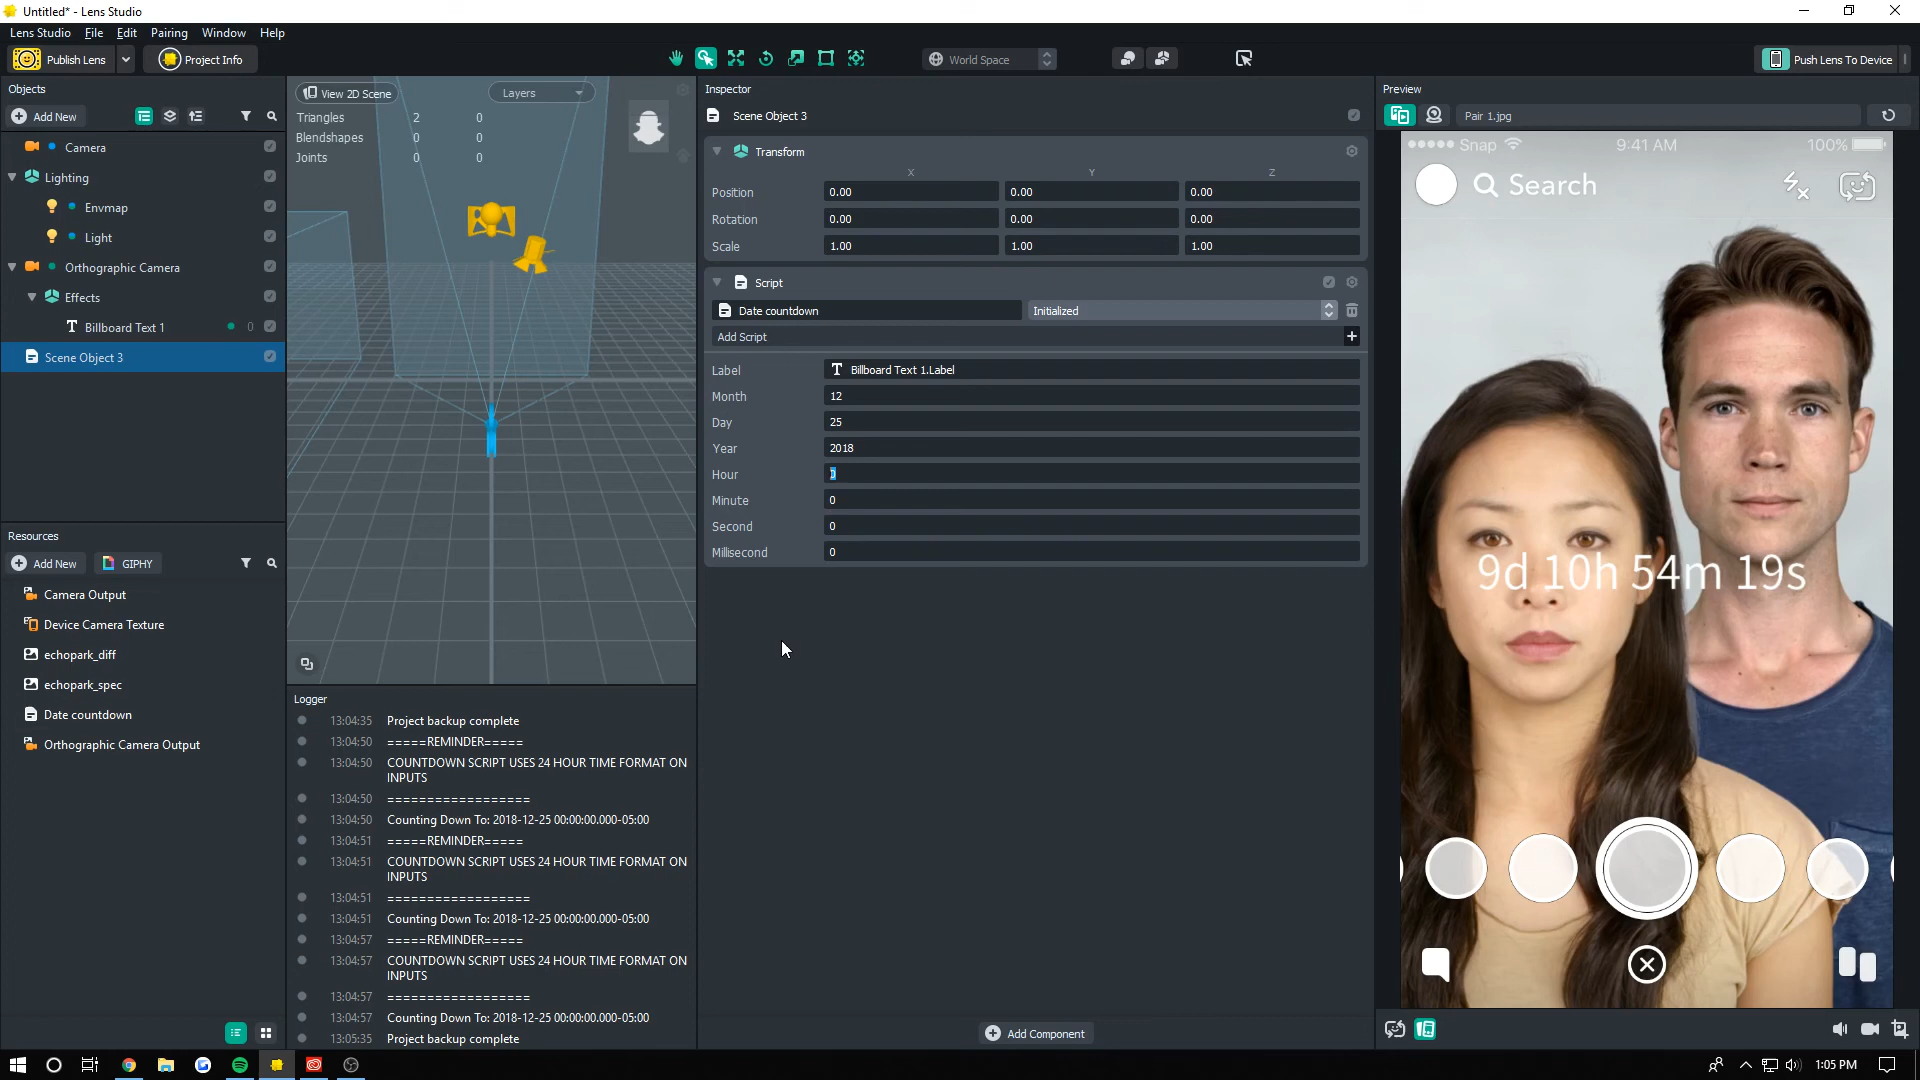 Untitled* - Lens Studio
Lens Studio File Edit Pairing Window Help
Publish Lens Project Info World Space Push Lens To Device
Objects
Add New
Camera
Lighting
Envmap
Light
Orthographic Camera
Effects
Billboard Text 1 0
Scene Object 3
Resources
Add New GIPHY
Camera Output
Device Camera Texture
echopark_diff
echopark_spec
Date countdown
Orthographic Camera Output
View 2D Scene Layers
Triangles 2 0
Blendshapes 0 0
Joints 0 0
Logger
13:04:35 Project backup complete
13:04:50 =====REMINDER=====
13:04:50 COUNTDOWN SCRIPT USES 24 HOUR TIME FORMAT ON
INPUTS
13:04:50 ==================
13:04:50 Counting Down To: 2018-12-25 00:00:00.000-05:00
13:04:51 =====REMINDER=====
13:04:51 COUNTDOWN SCRIPT USES 24 HOUR TIME FORMAT ON
INPUTS
13:04:51 ==================
13:04:51 Counting Down To: 2018-12-25 00:00:00.000-05:00
13:04:57 =====REMINDER=====
13:04:57 COUNTDOWN SCRIPT USES 24 HOUR TIME FORMAT ON
INPUTS
13:04:57 ==================
13:04:57 Counting Down To: 2018-12-25 00:00:00.000-05:00
13:05:35 Project backup complete
Inspector
Scene Object 3
Transform
X Y Z
Position 0.00 0.00 0.00
Rotation 0.00 0.00 0.00
Scale 1.00 1.00 1.00
Script
Date countdown Initialized
Add Script
Label Billboard Text 1.Label
Month 12
Day 25
Year 2018
Hour 0
Minute 0
Second 0
Millisecond 0
Add Component
Preview
Pair 1.jpg
Snap 9:41 AM 100%
Search
9d 10h 54m 19s
1:05 PM